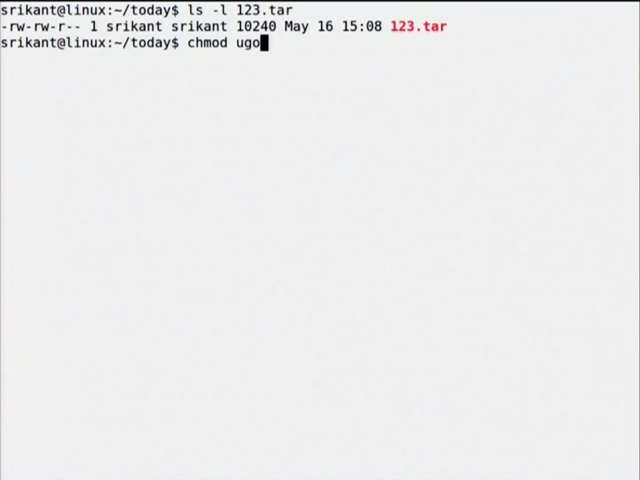 srikant@linux:~/today$ ls -l 123.tar
-rw-rw-r-- 1 srikant srikant 10240 May 16 15:08 123.tar
srikant@linux:~/today$ chmod ugo